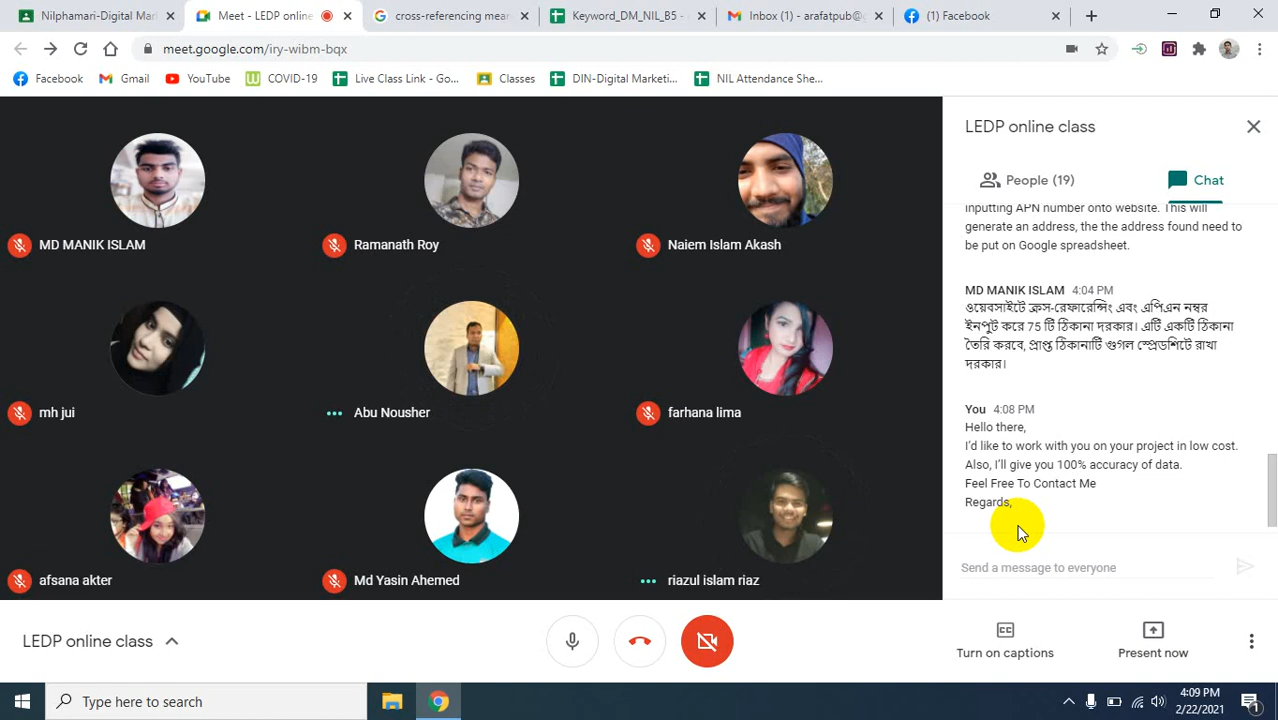 Nilphamari-Digital Mar
Meet - LEDP online
cross-referencing mear
Keyword_DM_NIL_B5 -
Inbox (1) - arafatpub@
(1) Facebook
meet.google.com/iry-wibm-bqx
Facebook
Gmail
YouTube
COVID-19
Live Class Link - Go...
Classes
DIN-Digital Marketi...
NIL Attendance She...
MD MANIK ISLAM
Ramanath Roy
Naiem Islam Akash
mh jui
Abu Nousher
farhana lima
afsana akter
Md Yasin Ahemed
riazul islam riaz
LEDP online class
People (19)
Chat
inputting APN number onto website. This will
generate an address, the the address found need to
be put on Google spreadsheet.
MD MANIK ISLAM 4:04 PM
ওয়েবসাইটে ক্রস-রেফারেন্সিং এবং এপিএন নম্বর
ইনপুট করে 75 টি ঠিকানা দরকার। এটি একটি ঠিকানা
তৈরি করবে, প্রাপ্ত ঠিকানাটি গুগল স্প্রেডশিটে রাখা
দরকার।
You 4:08 PM
Hello there,
I'd like to work with you on your project in low cost.
Also, I'll give you 100% accuracy of data.
Feel Free To Contact Me
Regards,
Send a message to everyone
LEDP online class
Turn on captions
Present now
Type here to search
4:09 PM
2/22/2021
1